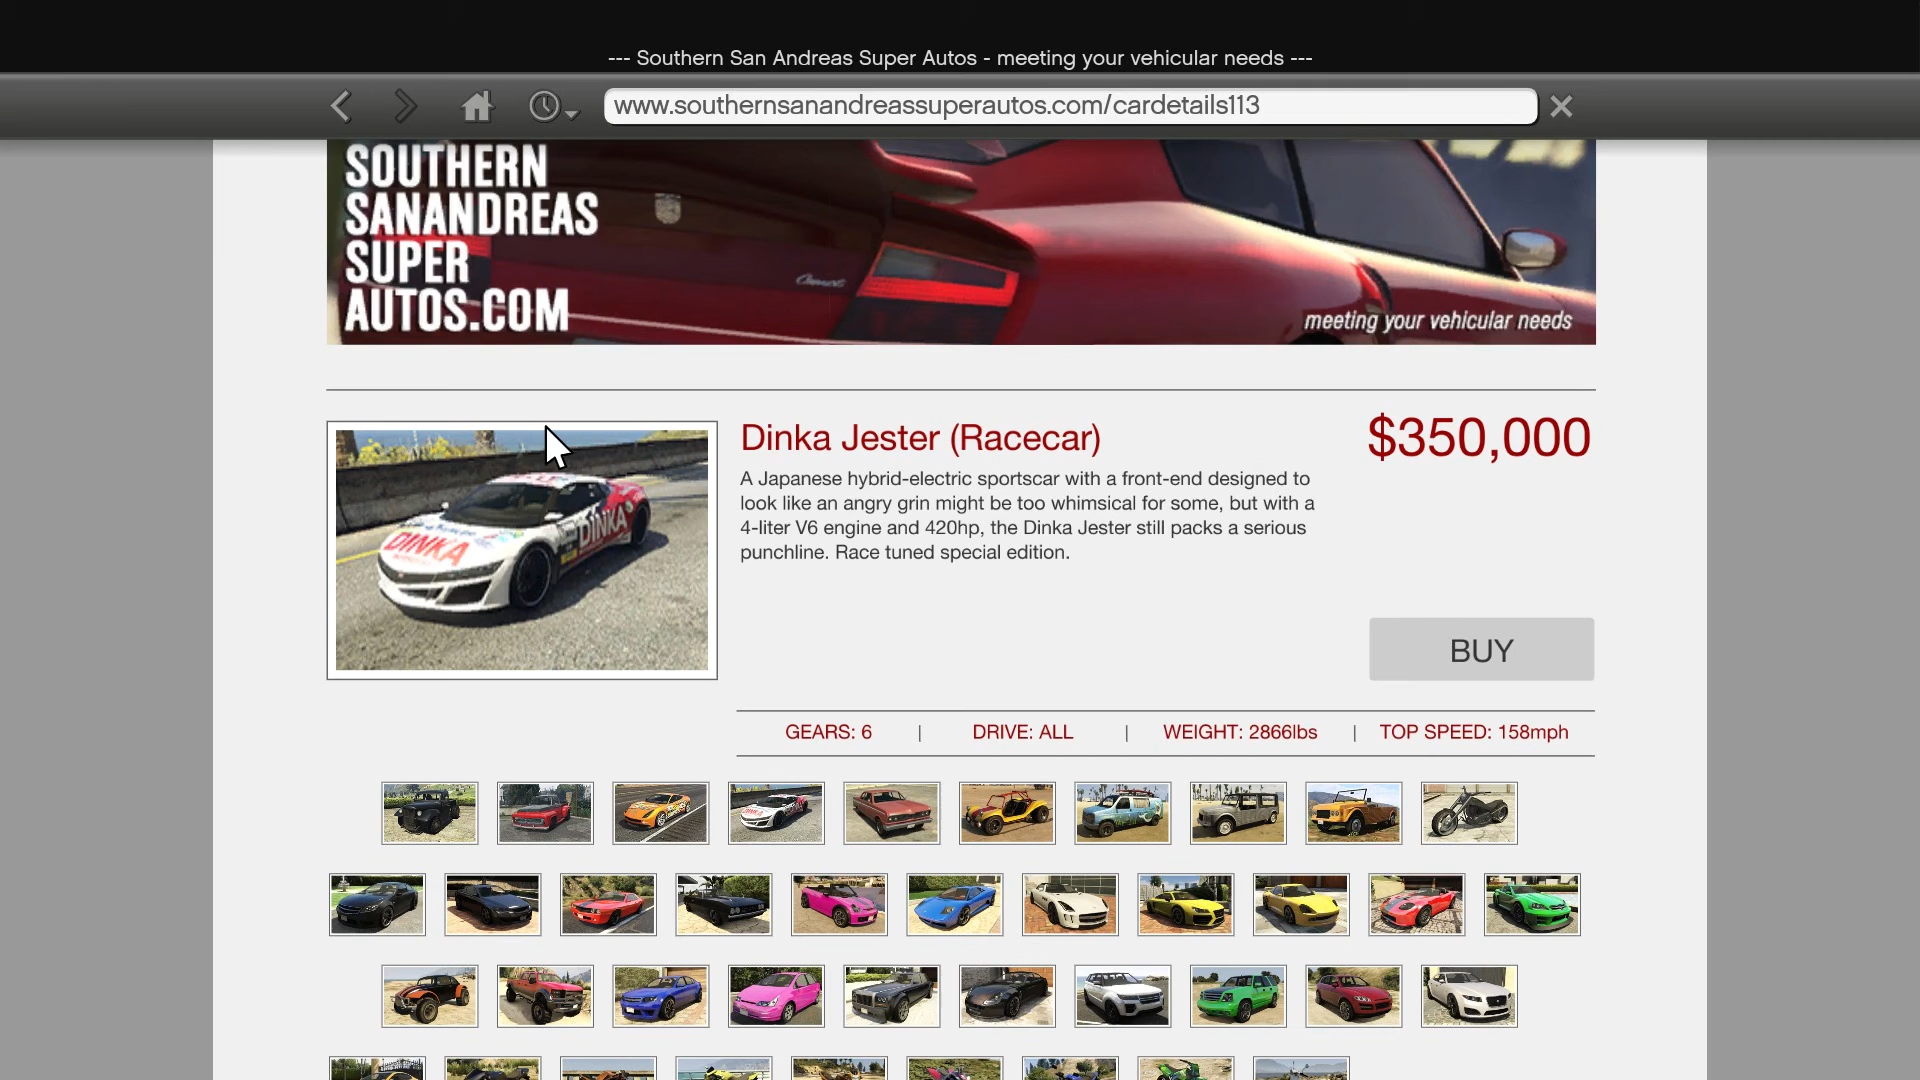 --- Southern San Andreas Super Autos - meeting your vehicular needs ---
www.southernsanandreassuperautos.com/cardetails113
SOUTHERN
SANANDREAS
SUPER
AUTOS.COM
Comet
meeting your vehicular needs
Dinka Jester (Racecar)
$350,000
A Japanese hybrid-electric sportscar with a front-end designed to
look like an angry grin might be too whimsical for some, but with a
4-liter V6 engine and 420hp, the Dinka Jester still packs a serious
punchline. Race tuned special edition.
DINKA
DINKA
BUY
GEARS: 6 | DRIVE: ALL | WEIGHT: 2866lbs | TOP SPEED: 158mph